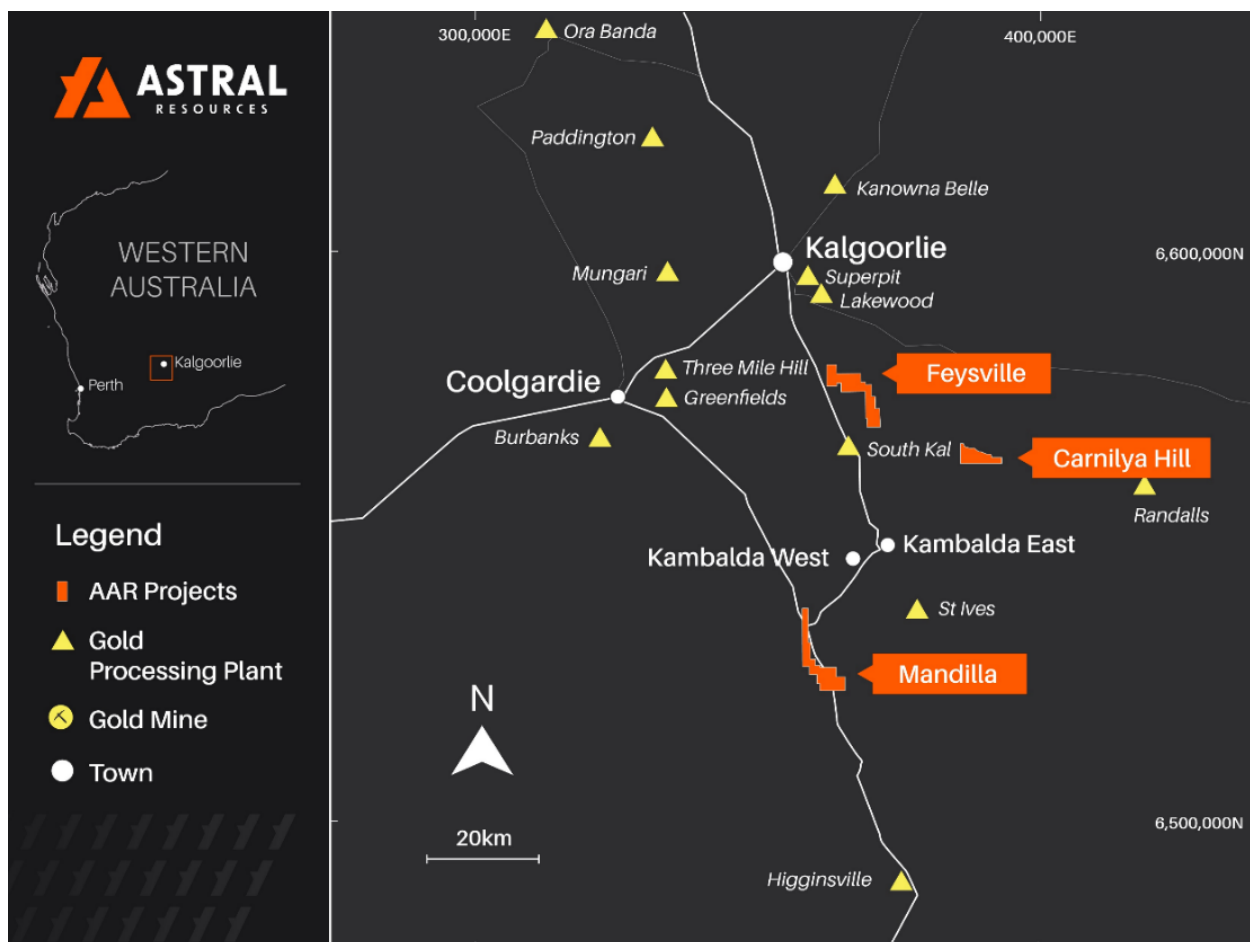 ASTRAL
RESOURCES
WESTERN
AUSTRALIA
Kalgoorlie
Perth
Legend
AAR Projects
Gold
Processing Plant
Gold Mine
Town
300,000E
400,000E
Ora Banda
Paddington
Kanowna Belle
Kalgoorlie
6,600,000N
Mungari
Superpit
Lakewood
Three Mile Hill
Feysville
Coolgardie
Greenfields
Burbanks
South Kal
Carnilya Hill
Randalls
Kambalda West
Kambalda East
St Ives
Mandilla
N
20km
6,500,000N
Higginsville